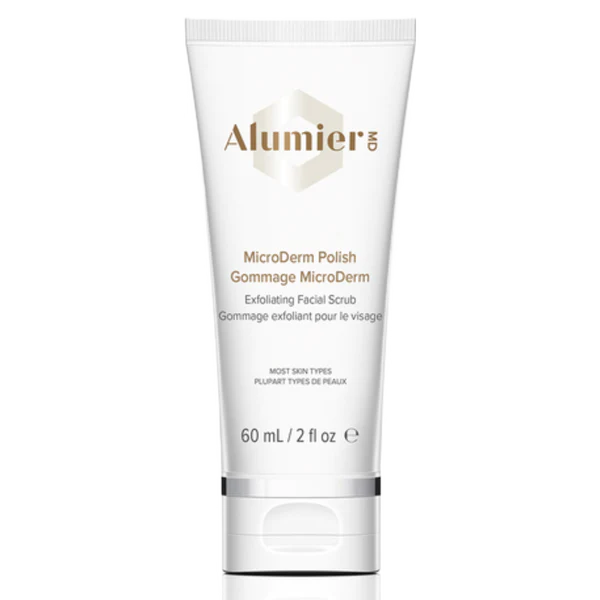 AlumierMD
MicroDerm Polish
Gommage MicroDerm
Exfoliating Facial Scrub
Gommage exfoliant pour le visage
MOST SKIN TYPES
PLUPART TYPES DE PEAUX
60 mL / 2 fl oz ℮